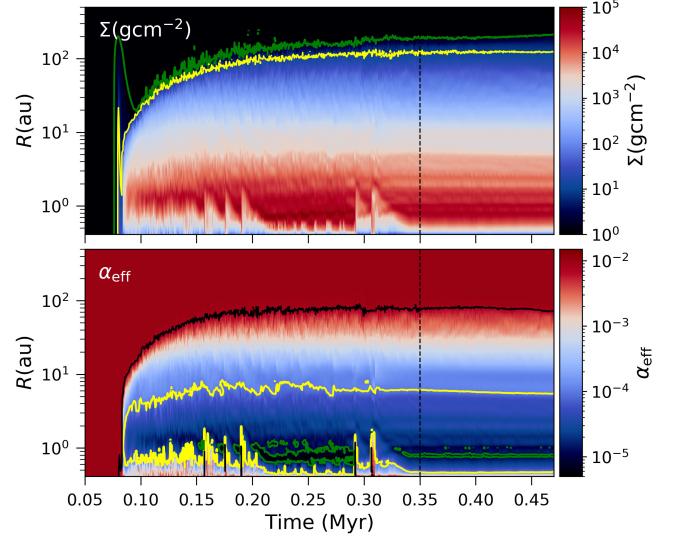 Σ(gcm⁻²)
10²
10¹
10⁰
R(au)
10⁵
10⁴
10³
10²
10¹
10⁰
Σ(gcm⁻²)
α_eff
10²
10¹
10⁰
R(au)
10⁻²
10⁻³
10⁻⁴
10⁻⁵
α_eff
0.05 0.10 0.15 0.20 0.25 0.30 0.35 0.40 0.45
Time (Myr)